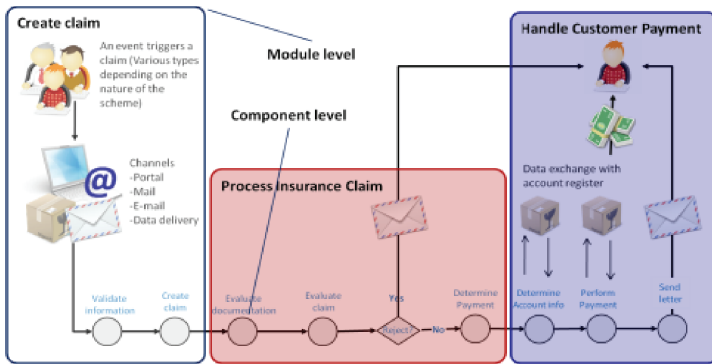 Create claim
An event triggers a
claim (Various types
depending on the
nature of the
scheme)
Module level
Component level
Handle Customer Payment
@
Channels
-Portal
-Mail
-E-mail
-Data delivery
Process Insurance Claim
Data exchange with
account register
Validate
information
Create
claim
Evaluate
documentation
Evaluate
claim
Yes
Reject?
No
Determine
Payment
Determine
Account info
Perform
Payment
Send
letter